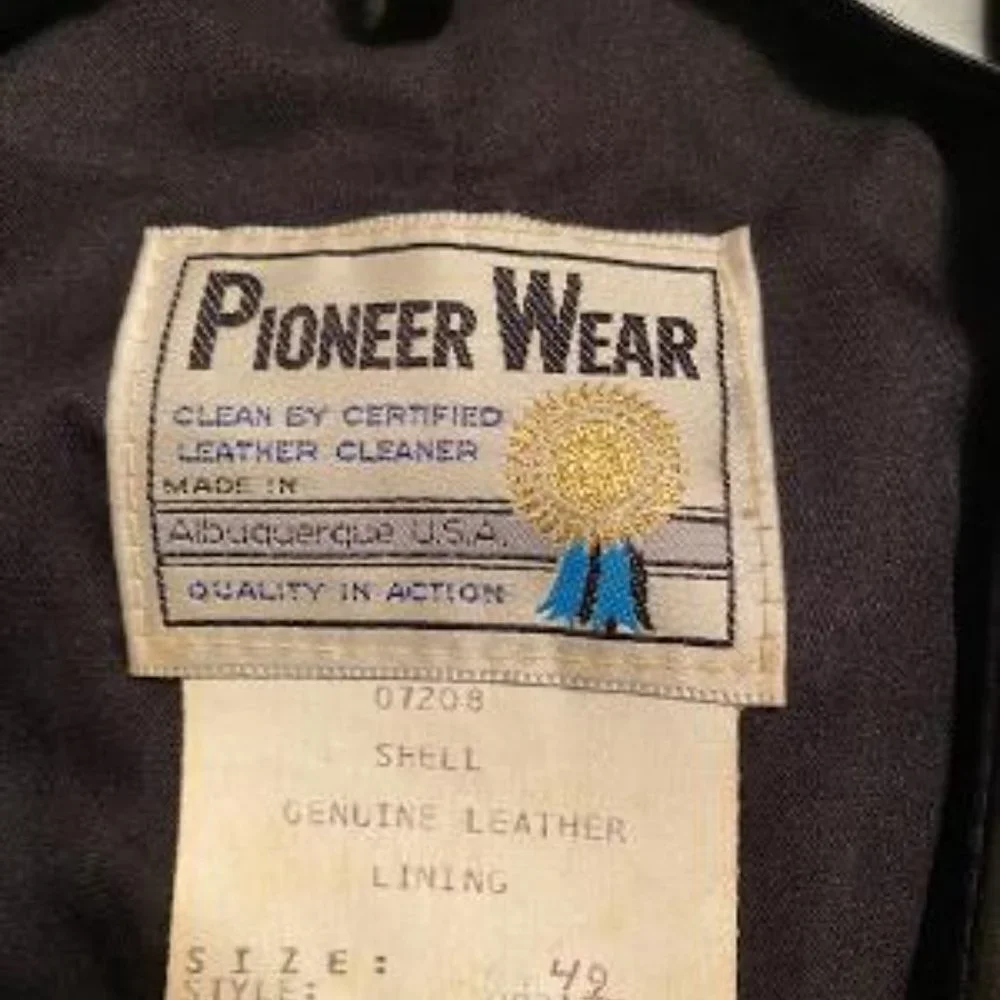 PIONEER WEAR
CLEAN BY CERTIFIED
LEATHER CLEANER
MADE IN
Albuquerque U.S.A.
QUALITY IN ACTION
07208
SHELL
GENUINE LEATHER
LINING
SIZE: 42
STYLE: